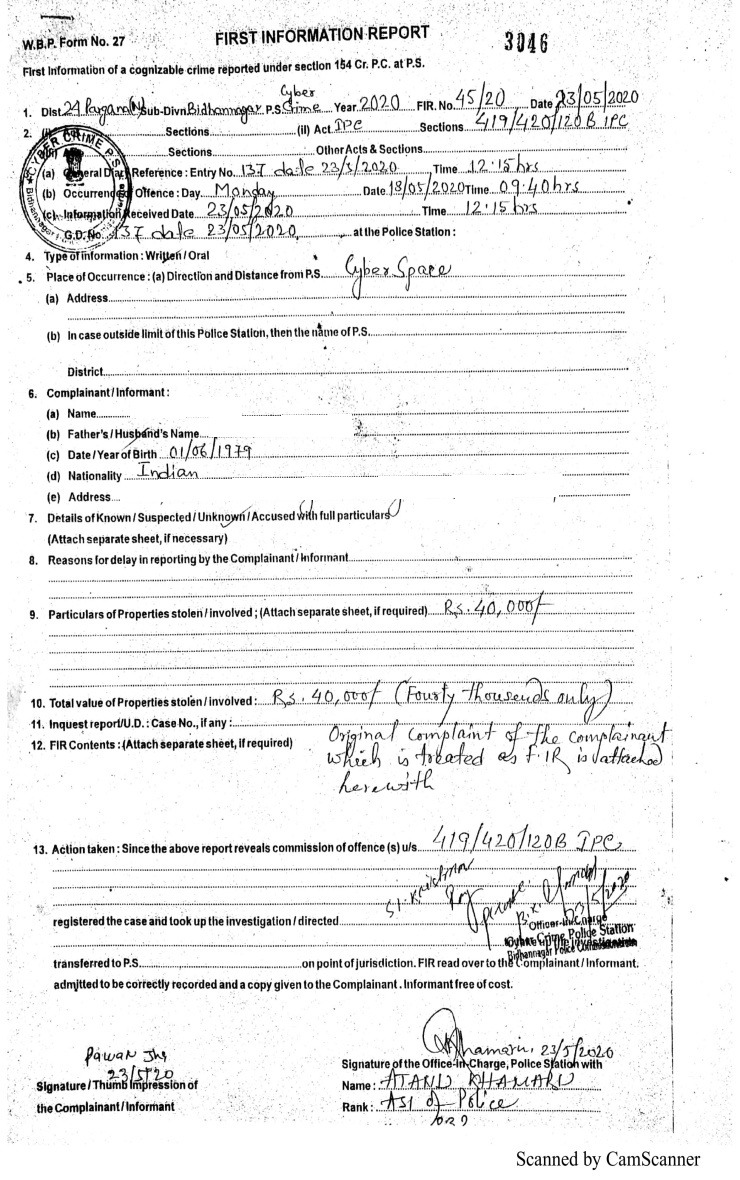 W.B.P. Form No. 27
FIRST INFORMATION REPORT
3046
First Information of a cognizable crime reported under section 154 Cr. P.C. at P.S.
1. Dist. 24 Parganas (N) Sub-Divn Bidhannagar P.S. Cyber Crime Year 2020 FIR. No. 45/20 Date 23/05/2020
2. Sections (ii) Act. IPC Sections 419/420/120B IPC
Sections Other Acts & Sections
(a) General Diary Reference : Entry No. 137 date 23/5/2020 Time 12:15 hrs
(b) Occurrence of Offence : Day. Monday Date 18/05/2020 Time 09:40 hrs
(c) Information Received Date 23/05/2020 Time 12:15 hrs
G.D. No. 137 date 23/05/2020 at the Police Station :
CYBER CRIME P.S.
4. Type of information : Written / Oral
5. Place of Occurrence : (a) Direction and Distance from P.S. Cyber Space
(a) Address
(b) In case outside limit of this Police Station, then the name of P.S.
District
6. Complainant / Informant :
(a) Name
(b) Father's / Husband's Name
(c) Date / Year of Birth 01/06/1979
(d) Nationality Indian
(e) Address
7. Details of Known / Suspected / Unknown / Accused with full particulars
(Attach separate sheet, if necessary)
8. Reasons for delay in reporting by the Complainant / Informant
9. Particulars of Properties stolen / involved ; (Attach separate sheet, if required) Rs. 40,000/-
10. Total value of Properties stolen / involved : Rs. 40,000/- (Fourty thousends only)
11. Inquest report / U.D. : Case No., if any :
12. FIR Contents : (Attach separate sheet, if required) Original complaint of the complainant
which is treated as F.IR is attached
herewith
13. Action taken : Since the above report reveals commission of offence (s) u/s 419/420/120B IPC
SI. Krishna
23/5/2020
registered the case and took up the investigation / directed
Officer-In-Charge
Cyber Crime Police Station
Bidhannagar Police Commissionerate
to take up the investigation
transferred to P.S. on point of jurisdiction. FIR read over to the Complainant / Informant.
admitted to be correctly recorded and a copy given to the Complainant . Informant free of cost.
Pawan Jha
23/5/20
Signature / Thumb Impression of
the Complainant / Informant
23/5/2020
Signature of the Office-in-Charge, Police Station with
Name :
Rank : ASI of Police
Scanned by CamScanner